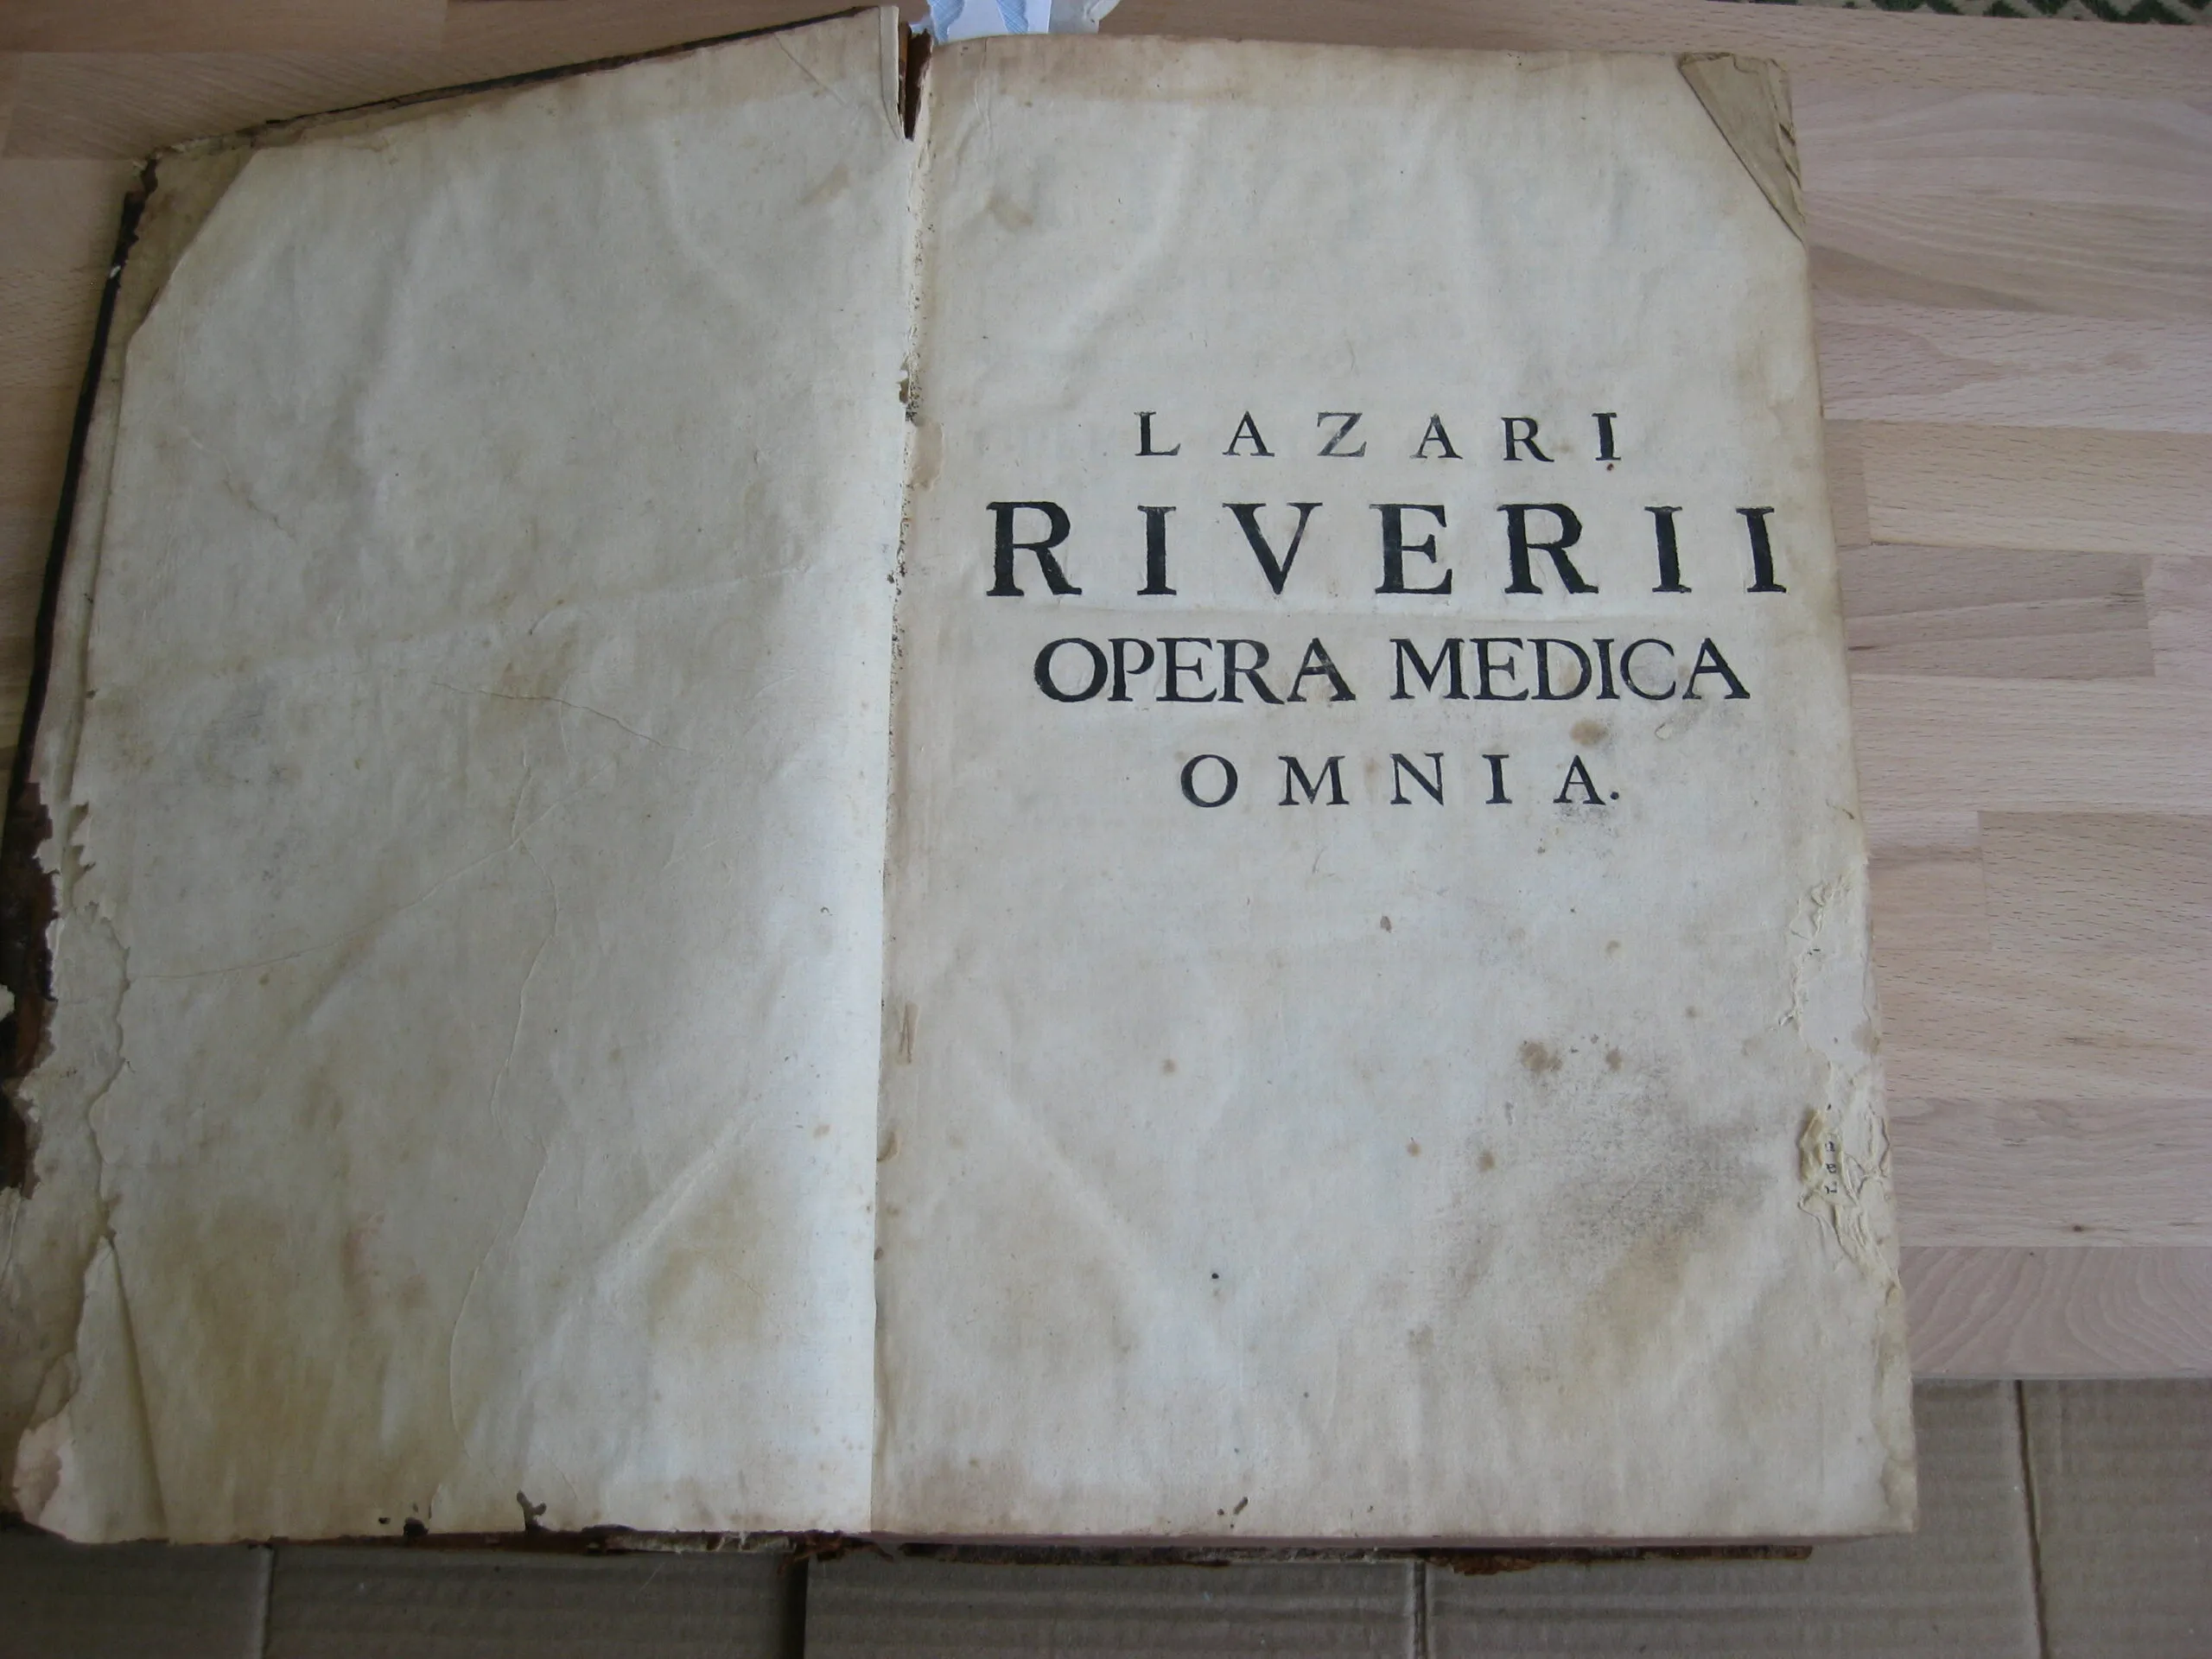 LAZARI
RIVERII
OPERA MEDICA
OMNIA.